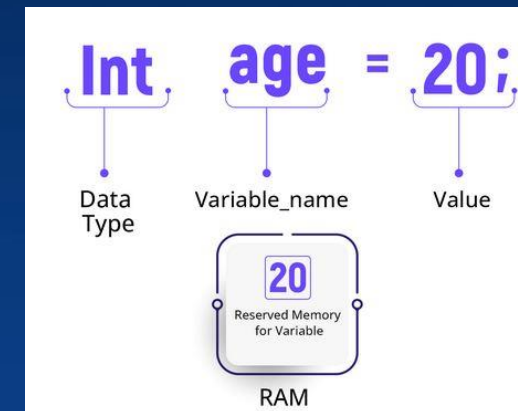 Int age = 20;
Data
Type
Variable_name
Value
20
Reserved Memory
for Variable
RAM